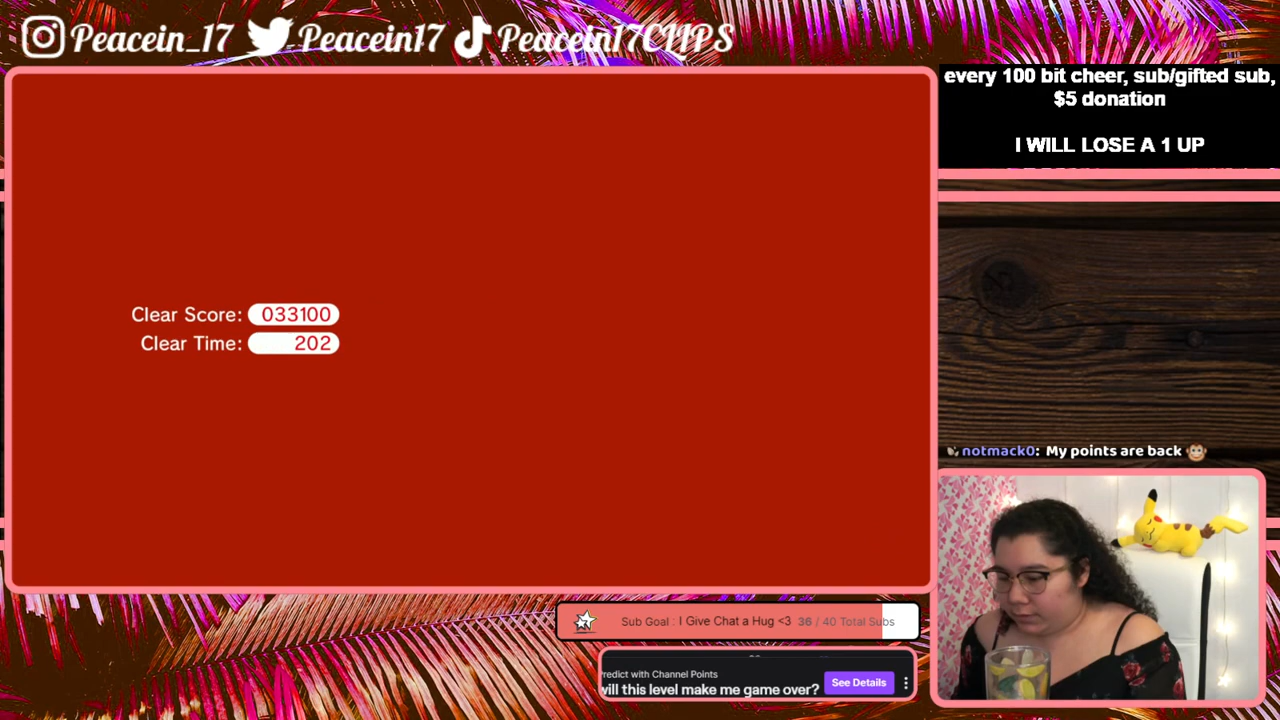 Peacein_17 Peacein17 Peacein17ClIPS
every 100 bit cheer, sub/gifted sub,
$5 donation
I WILL LOSE A 1 UP
Clear Score: 033100
Clear Time: 202
notmack0: My points are back
Sub Goal : I Give Chat a Hug <3 36 / 40 Total Subs
redict with Channel Points
will this level make me game over?
See Details